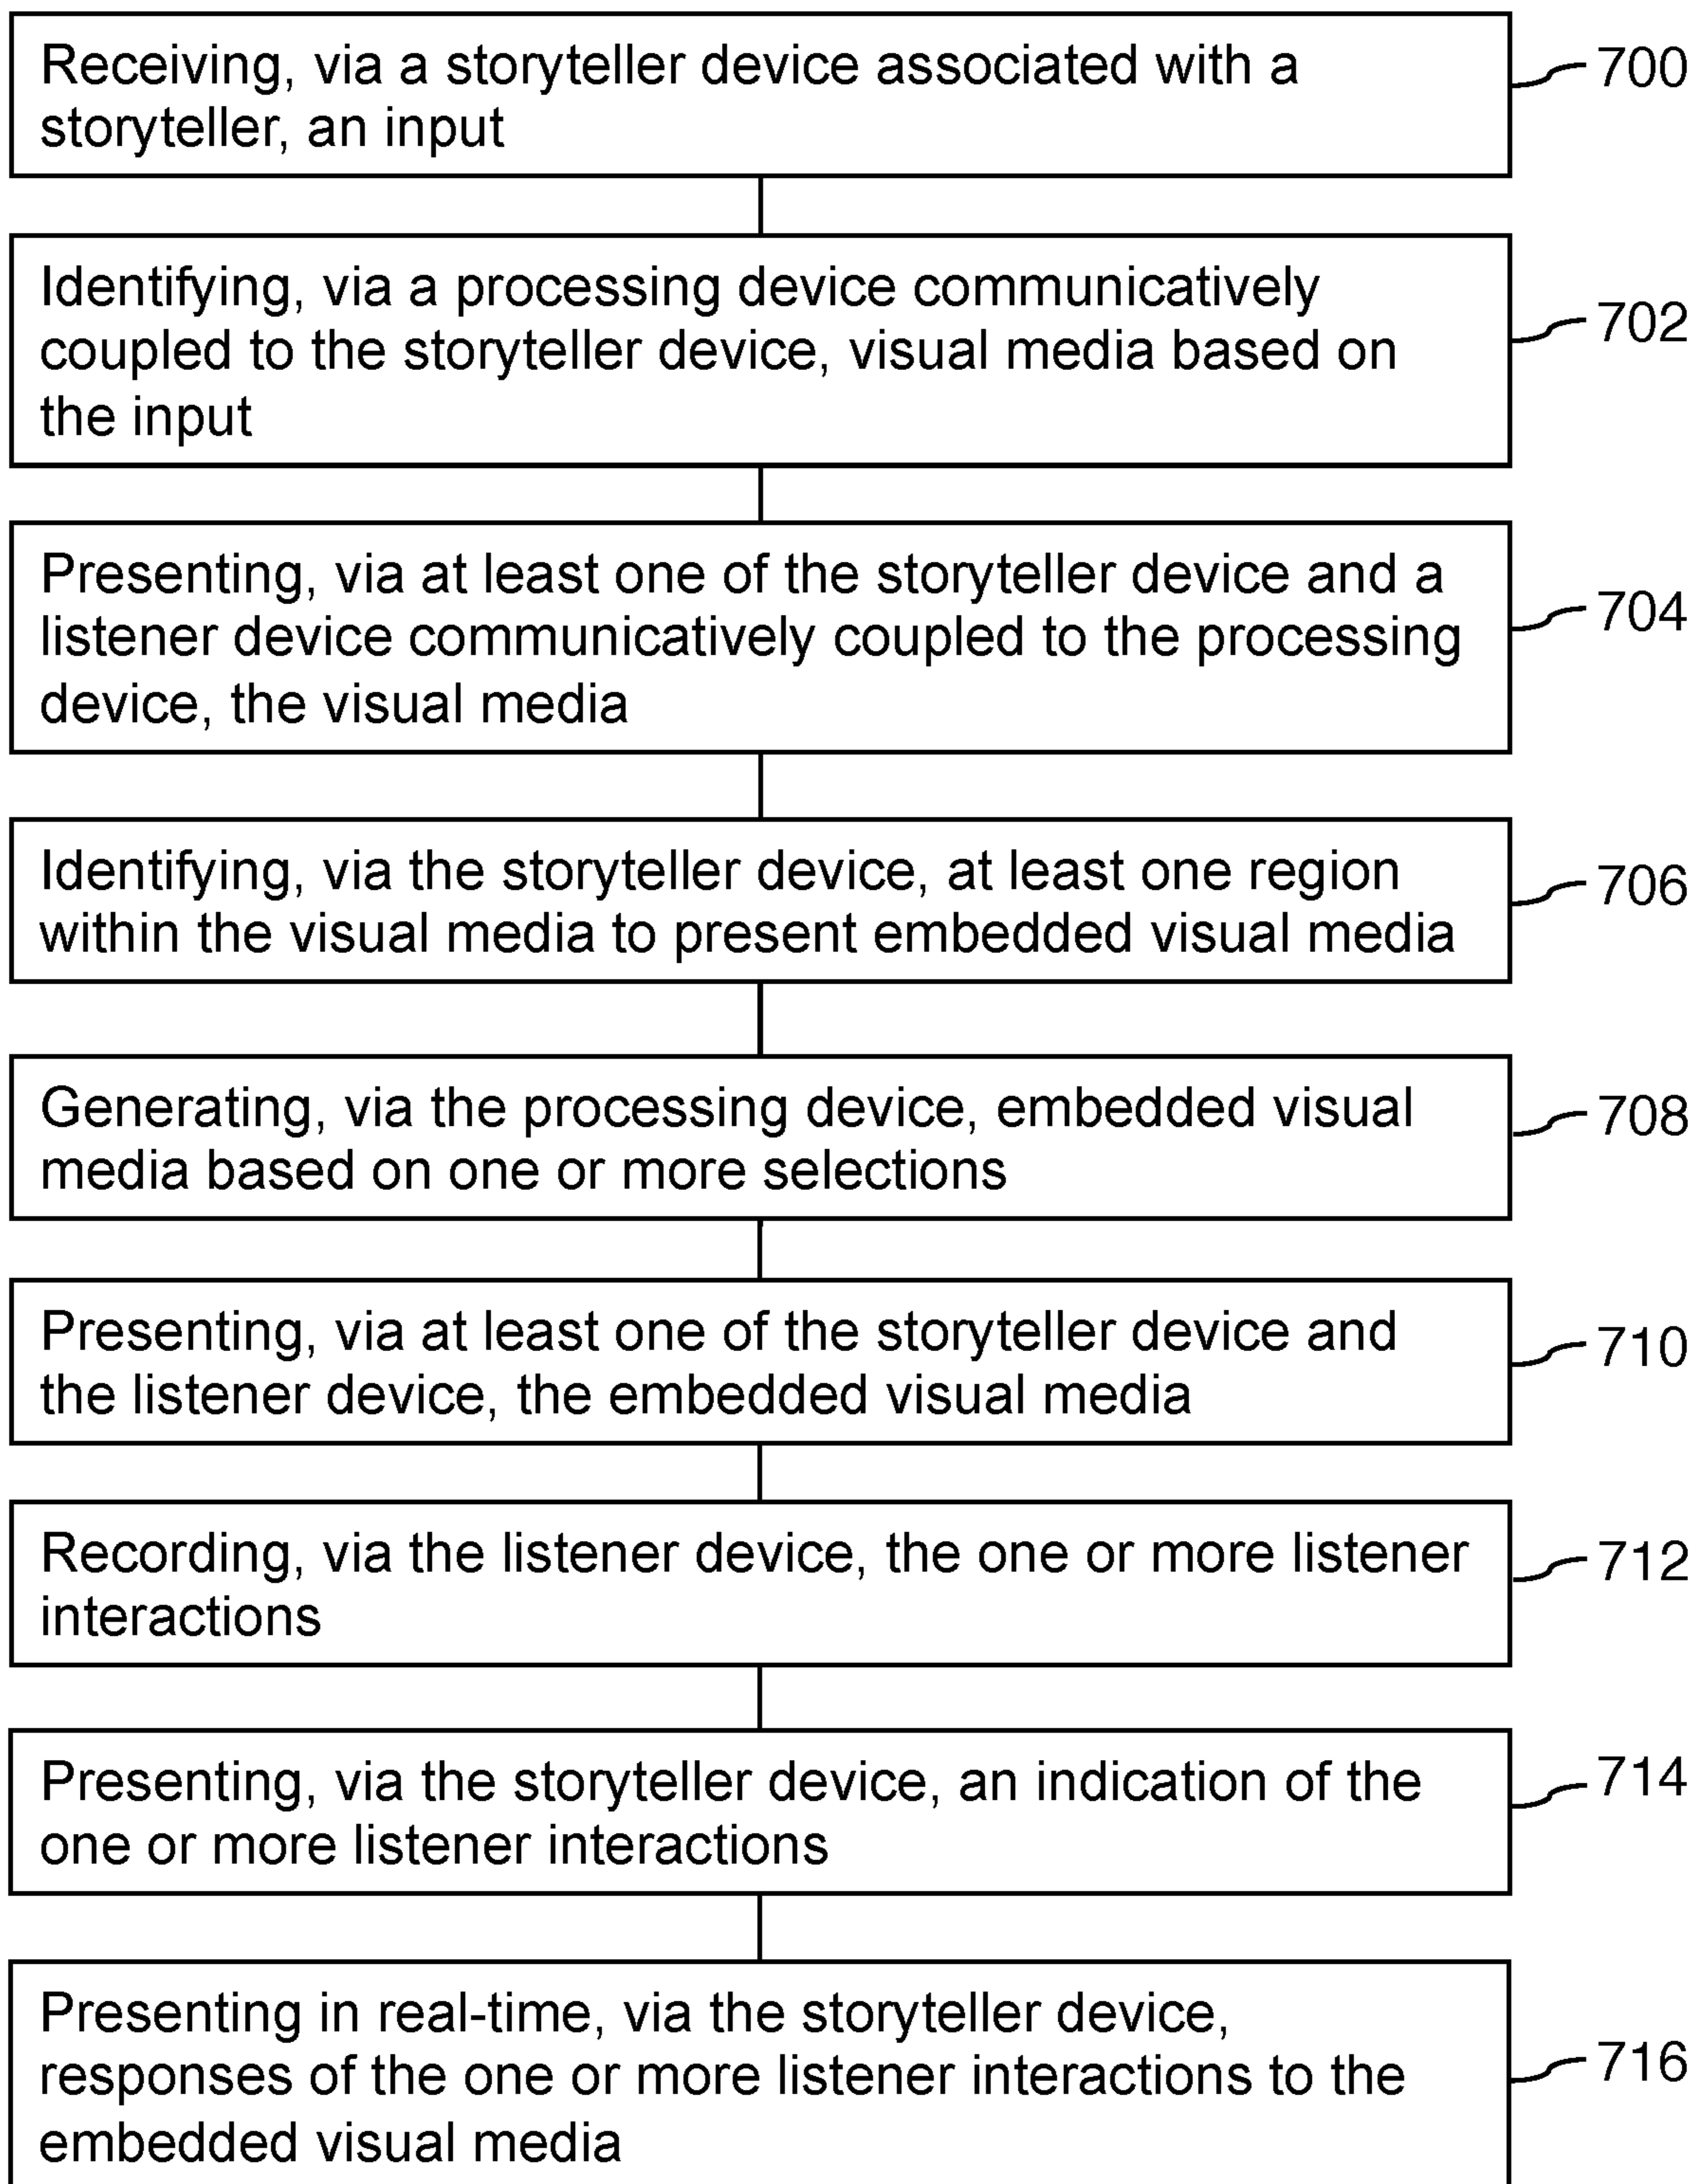 Receiving, via a storyteller device associated with a
storyteller, an input
700
Identifying, via a processing device communicatively
coupled to the storyteller device, visual media based on
the input
702
Presenting, via at least one of the storyteller device and a
listener device communicatively coupled to the processing
device, the visual media
704
Identifying, via the storyteller device, at least one region
within the visual media to present embedded visual media
706
Generating, via the processing device, embedded visual
media based on one or more selections
708
Presenting, via at least one of the storyteller device and
the listener device, the embedded visual media
710
Recording, via the listener device, the one or more listener
interactions
712
Presenting, via the storyteller device, an indication of the
one or more listener interactions
714
Presenting in real-time, via the storyteller device,
responses of the one or more listener interactions to the
embedded visual media
716